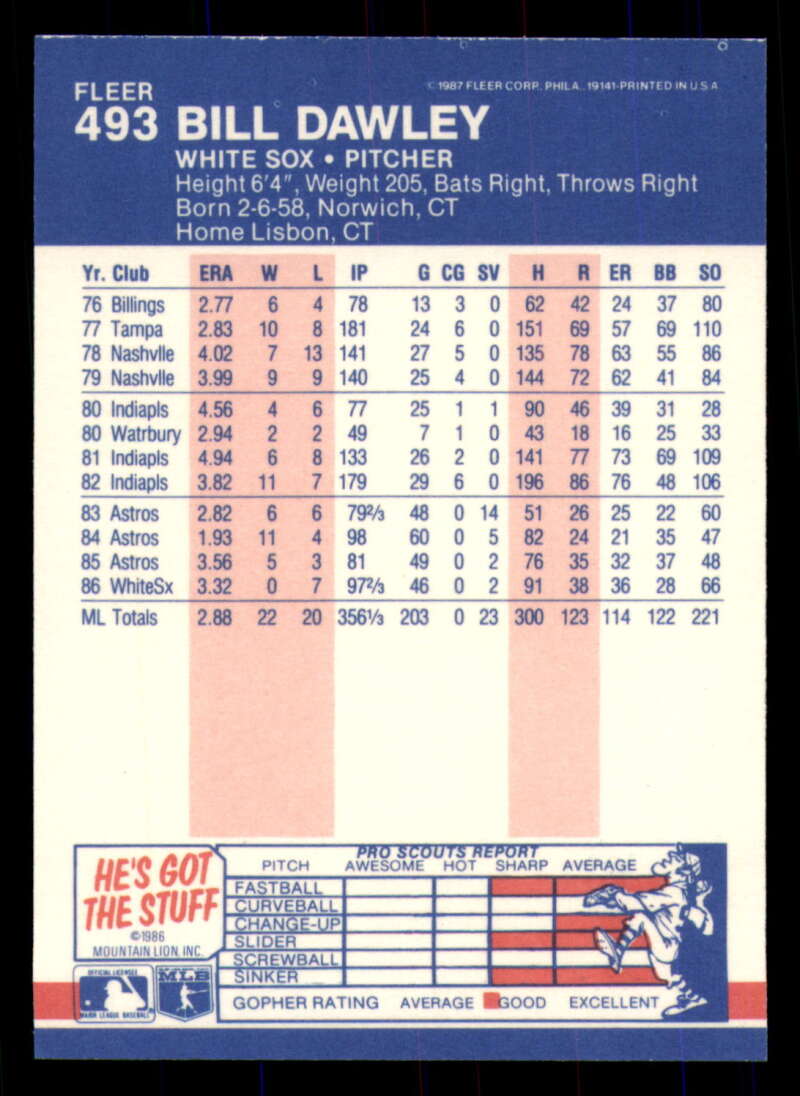 © 1987 FLEER CORP. PHILA., 19141-PRINTED IN U.S.A
FLEER
493 BILL DAWLEY
WHITE SOX • PITCHER
Height 6'4", Weight 205, Bats Right, Throws Right
Born 2-6-58, Norwich, CT
Home Lisbon, CT
Yr. Club ERA W L IP G CG SV H R ER BB SO
76 Billings 2.77 6 4 78 13 3 0 62 42 24 37 80
77 Tampa 2.83 10 8 181 24 6 0 151 69 57 69 110
78 Nashvlle 4.02 7 13 141 27 5 0 135 78 63 55 86
79 Nashvlle 3.99 9 9 140 25 4 0 144 72 62 41 84
80 Indiapls 4.56 4 6 77 25 1 1 90 46 39 31 28
80 Watrbury 2.94 2 2 49 7 1 0 43 18 16 25 33
81 Indiapls 4.94 6 8 133 26 2 0 141 77 73 69 109
82 Indiapls 3.82 11 7 179 29 6 0 196 86 76 48 106
83 Astros 2.82 6 6 79⅔ 48 0 14 51 26 25 22 60
84 Astros 1.93 11 4 98 60 0 5 82 24 21 35 47
85 Astros 3.56 5 3 81 49 0 2 76 35 32 37 48
86 WhiteSx 3.32 0 7 97⅔ 46 0 2 91 38 36 28 66
ML Totals 2.88 22 20 356⅓ 203 0 23 300 123 114 122 221
HE'S GOT
THE STUFF
©1986
MOUNTAIN LION, INC.
PRO SCOUTS REPORT
PITCH AWESOME HOT SHARP AVERAGE
FASTBALL
CURVEBALL
CHANGE-UP
SLIDER
SCREWBALL
SINKER
GOPHER RATING AVERAGE GOOD EXCELLENT
OFFICIAL LICENSEE
MAJOR LEAGUE BASEBALL
MLB